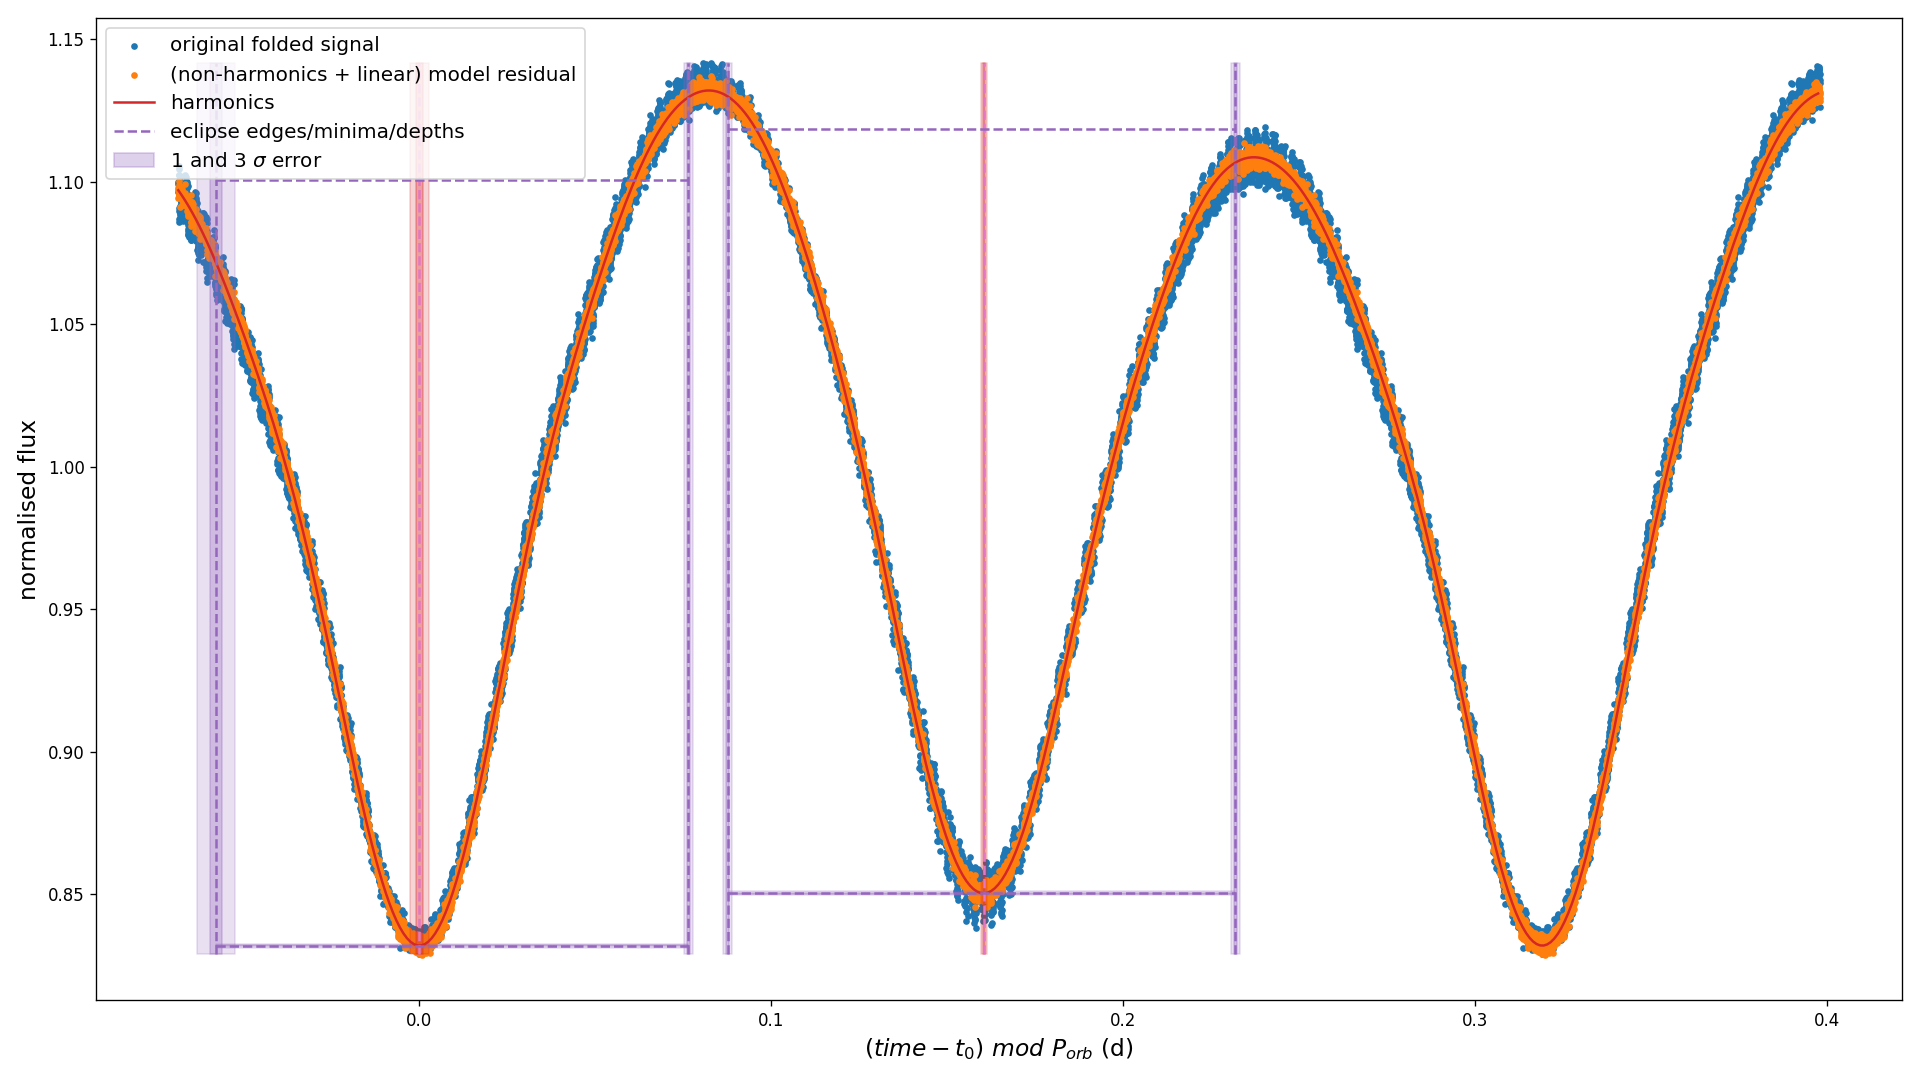 original folded signal
(non-harmonics + linear) model residual
harmonics
eclipse edges/minima/depths
1 and 3 σ error
1.15
1.10
1.05
1.00
0.95
0.90
0.85
normalised flux
0.0 0.1 0.2 0.3 0.4
(time − t₀) mod Pₒᵣb (d)